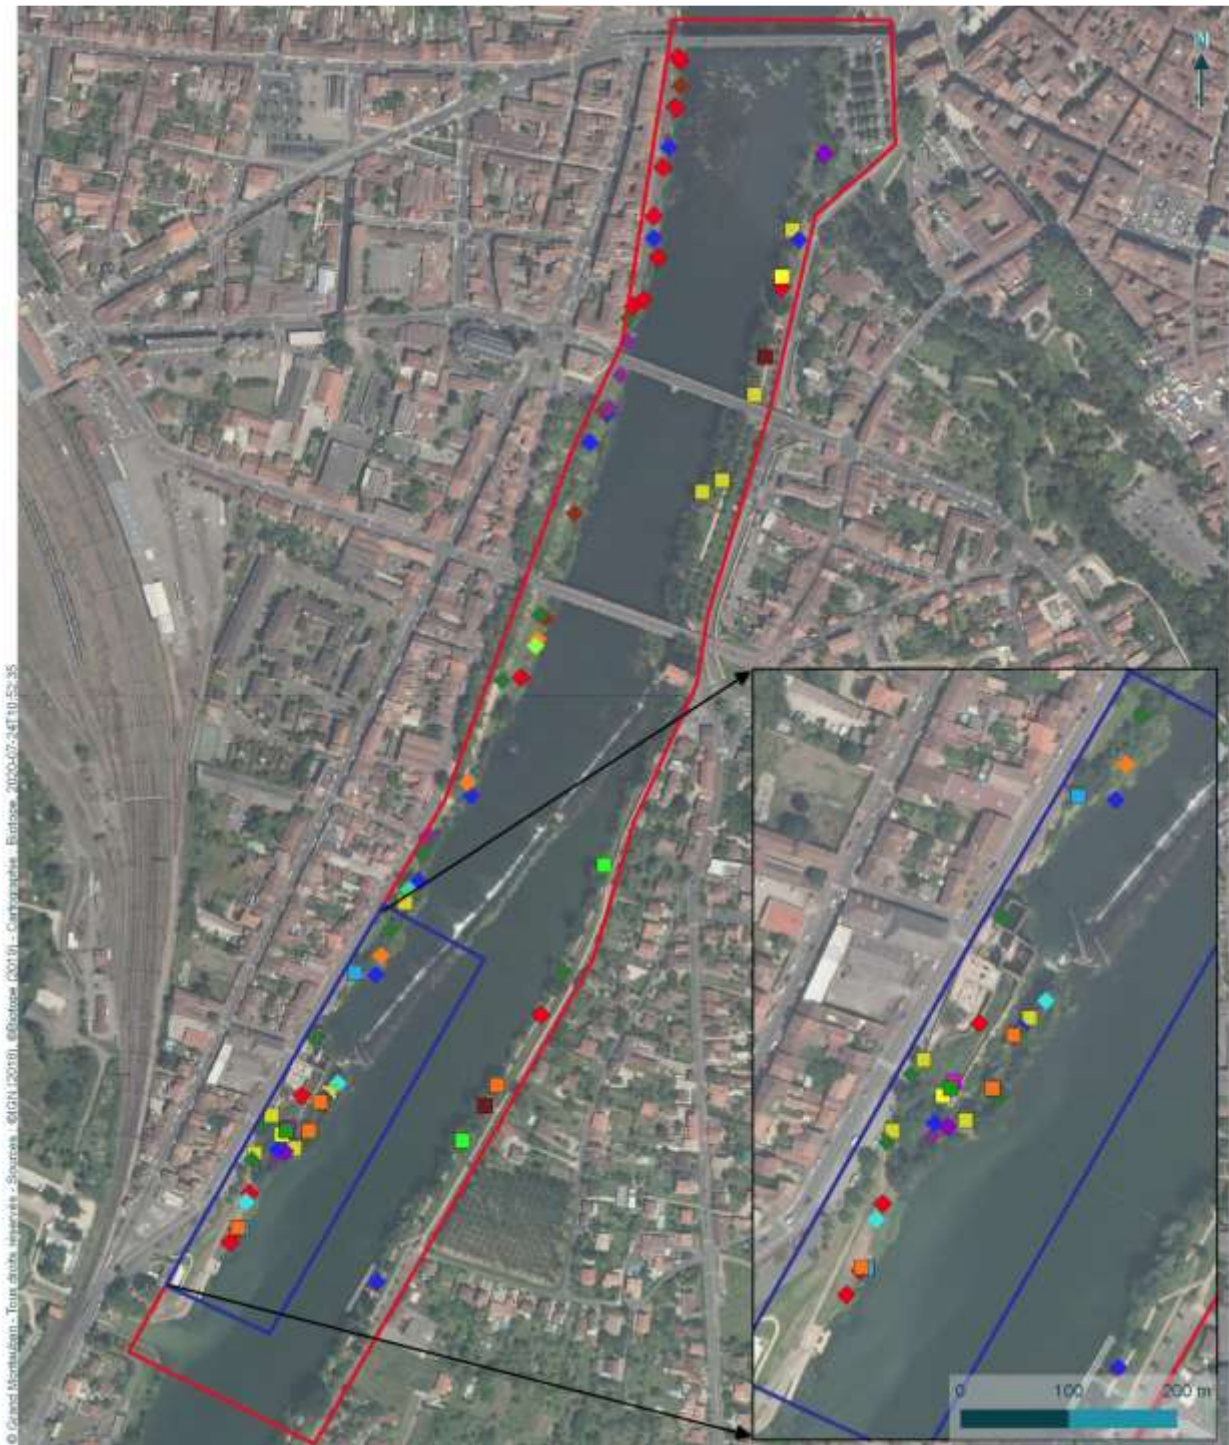 N
© Grand Montauban - Tous droits réservés - Sources : ©IGN (2018), ©Biotope (2019) - Cartographie : Biotope, 2020-07-24T10:52:35
0 100 200 m